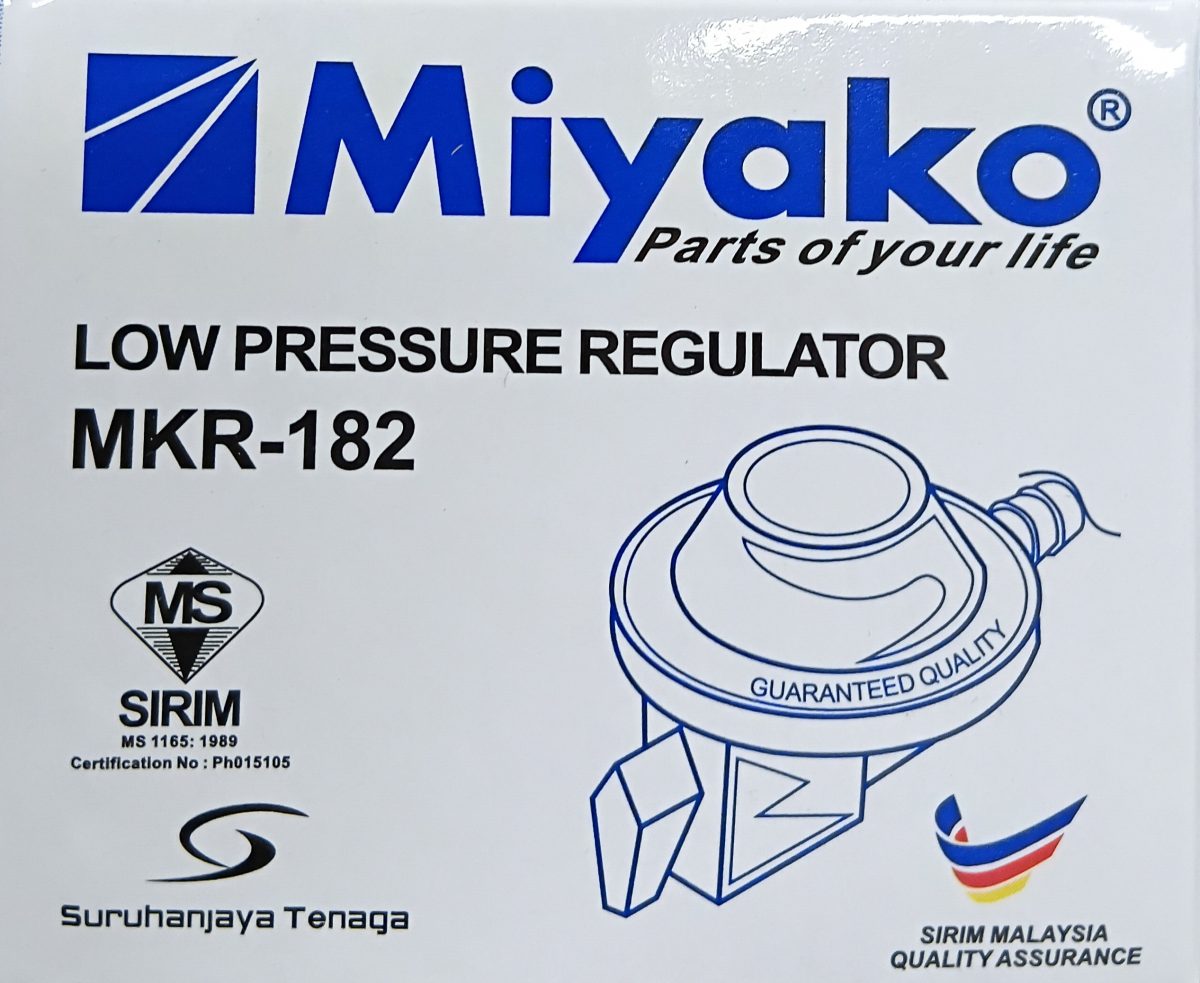 Miyako®
Parts of your life
LOW PRESSURE REGULATOR
MKR-182
MS
SIRIM
MS 1165: 1989
Certification No : Ph015105
GUARANTEED QUALITY
Suruhanjaya Tenaga
SIRIM MALAYSIA
QUALITY ASSURANCE